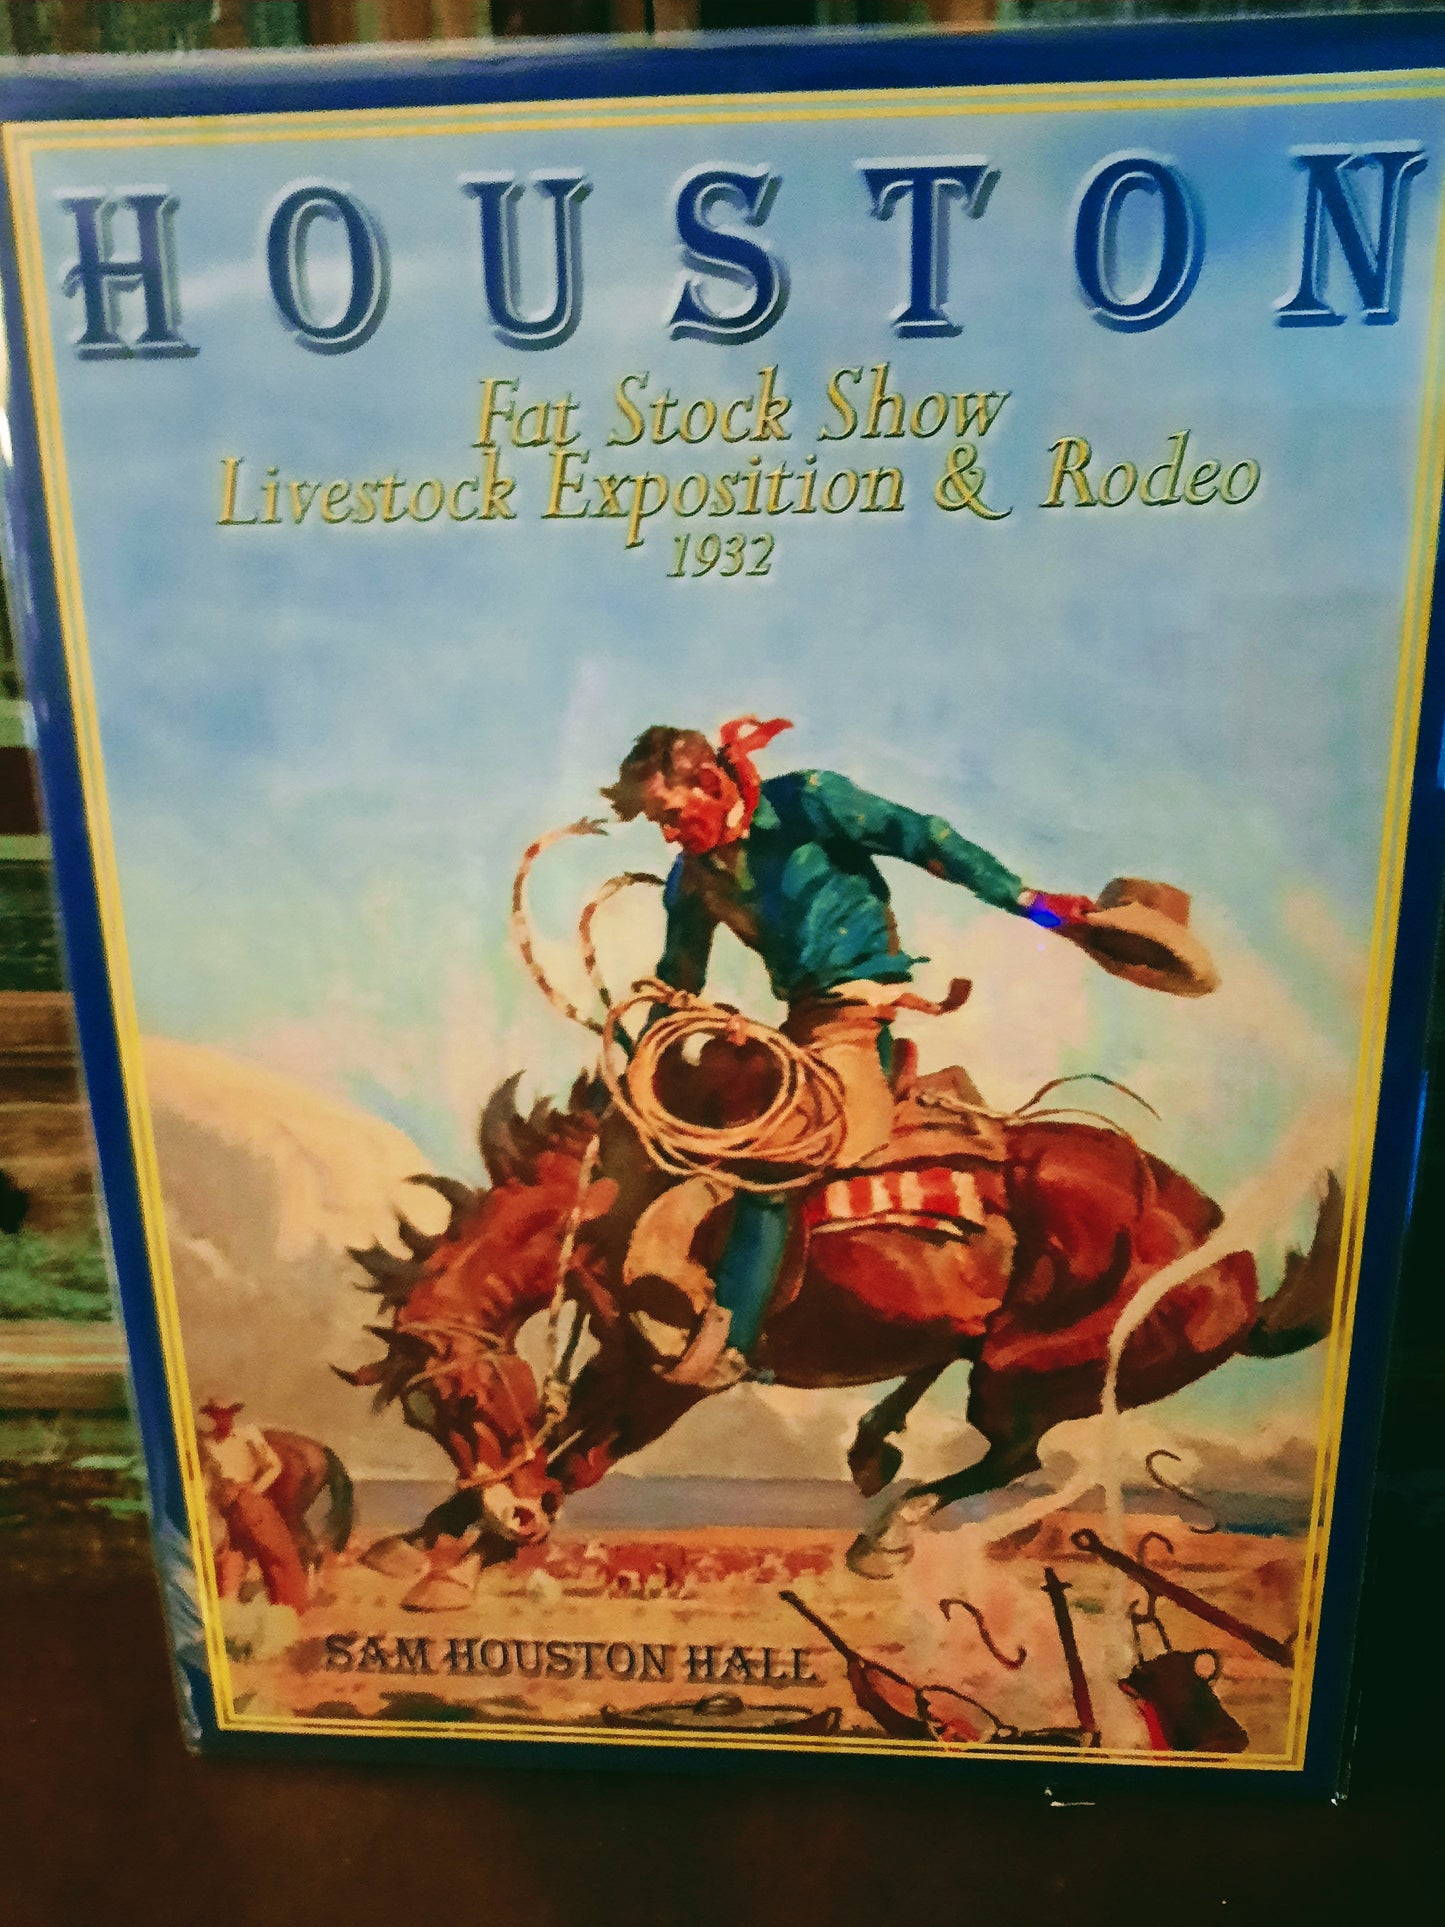 HOUSTON
Fat Stock Show
Livestock Exposition & Rodeo
1932
SAM HOUSTON HALL